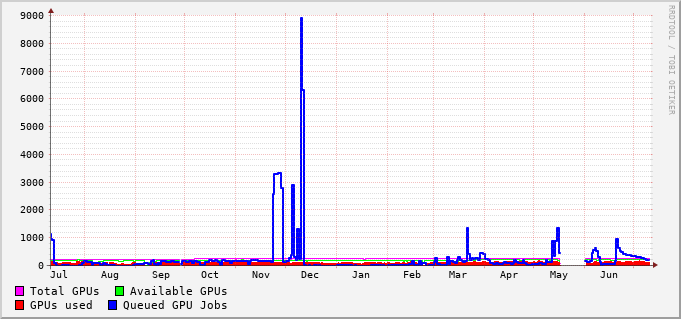 RRDTOOL / TOBI OETIKER
9000
8000
7000
6000
5000
4000
3000
2000
1000
0
Jul Aug Sep Oct Nov Dec Jan Feb Mar Apr May Jun
Total GPUs Available GPUs
GPUs used Queued GPU Jobs